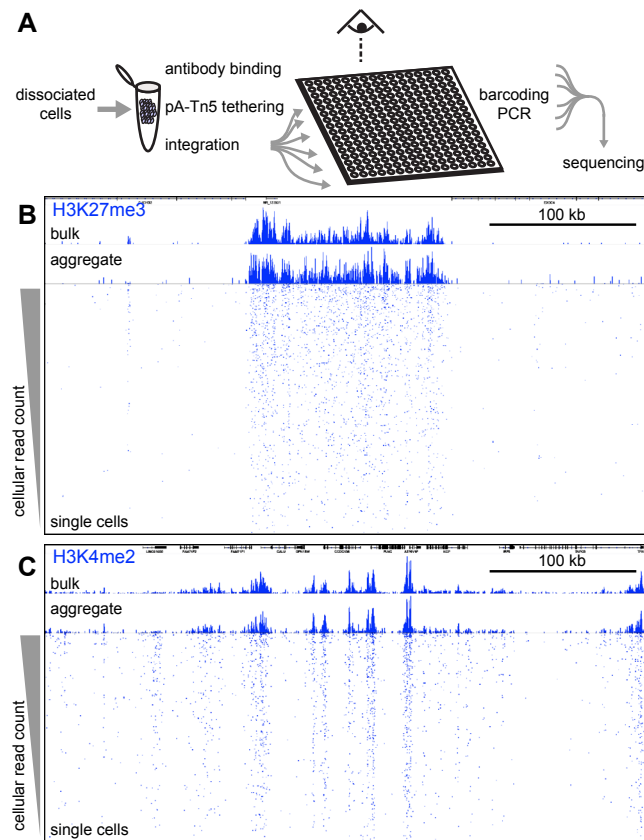 A
dissociated
cells
antibody binding
pA-Tn5 tethering
integration
barcoding
PCR
sequencing
B
H3K27me3
100 kb
bulk
aggregate
cellular read count
single cells
C
H3K4me2
100 kb
bulk
aggregate
cellular read count
single cells